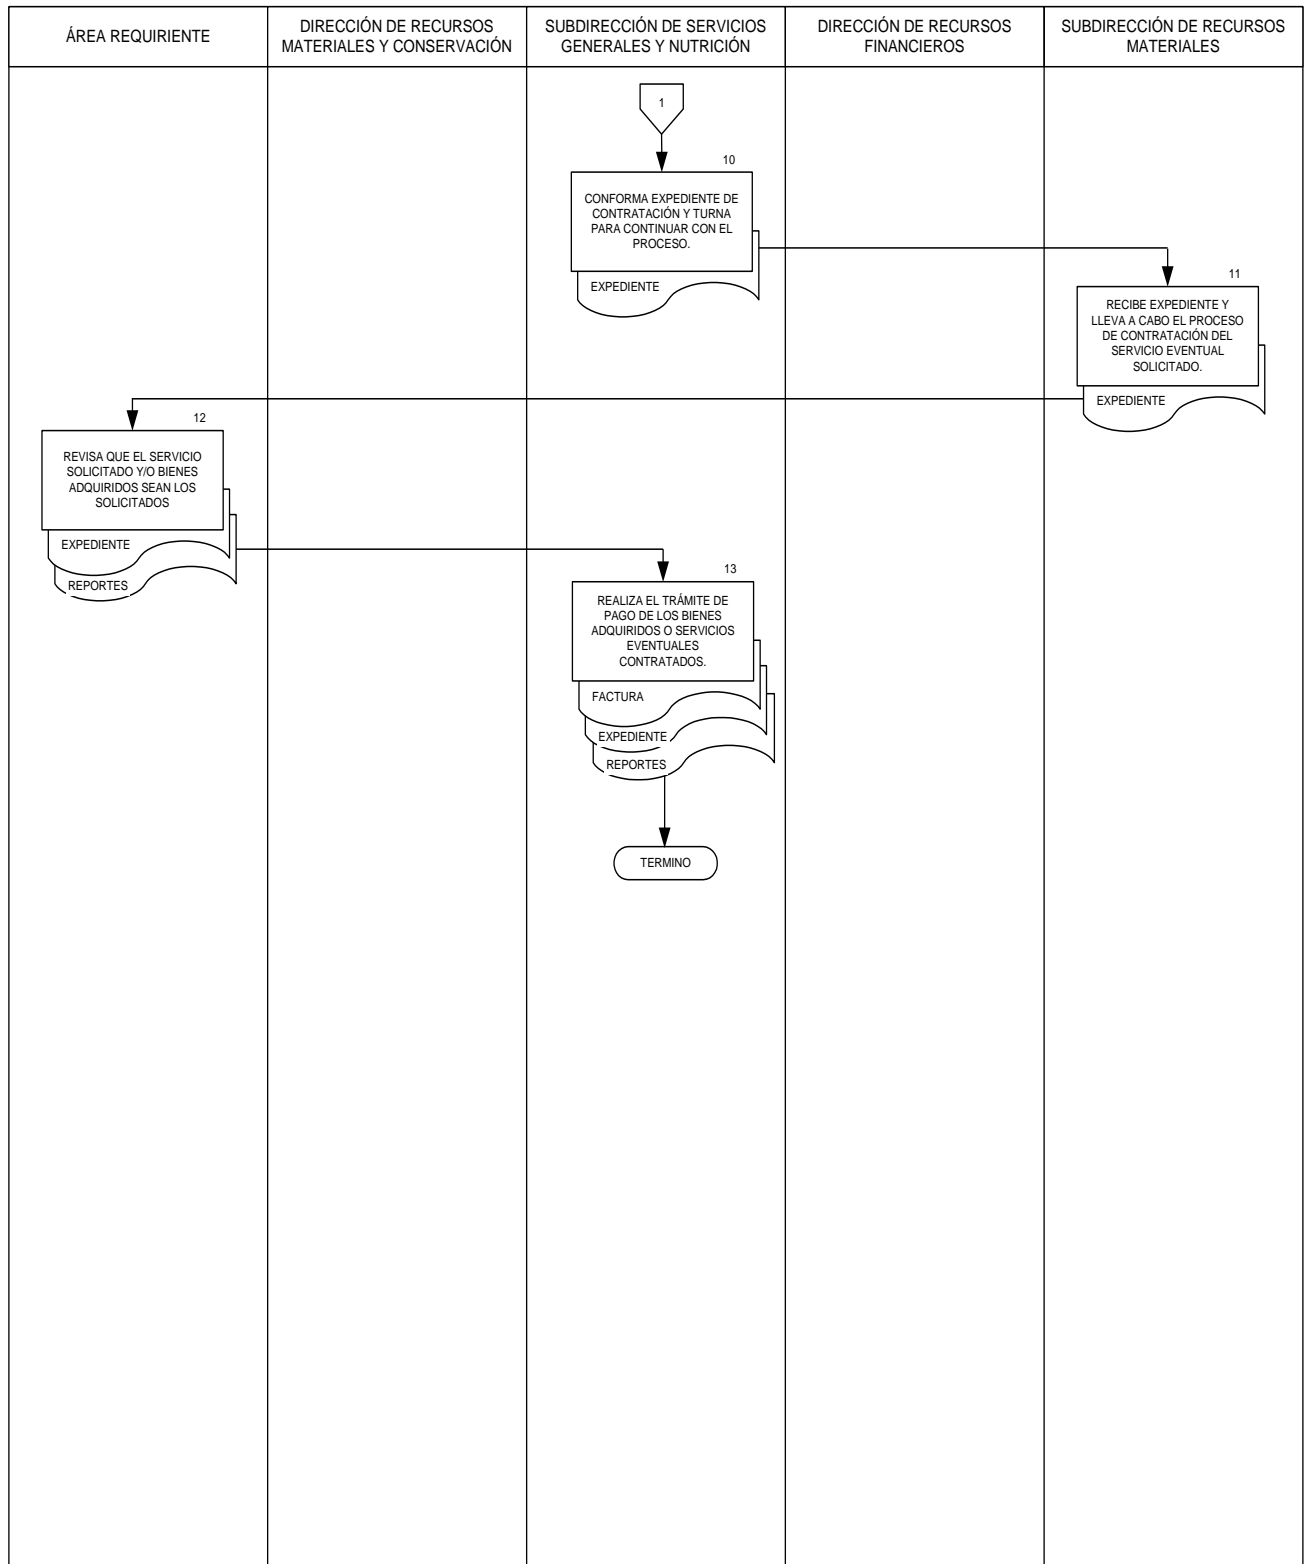 ÁREA REQUIRIENTE
DIRECCIÓN DE RECURSOS
MATERIALES Y CONSERVACIÓN
SUBDIRECCIÓN DE SERVICIOS
GENERALES Y NUTRICIÓN
DIRECCIÓN DE RECURSOS
FINANCIEROS
SUBDIRECCIÓN DE RECURSOS
MATERIALES
1
10
CONFORMA EXPEDIENTE DE
CONTRATACIÓN Y TURNA
PARA CONTINUAR CON EL
PROCESO.
EXPEDIENTE
11
RECIBE EXPEDIENTE Y
LLEVA A CABO EL PROCESO
DE CONTRATACIÓN DEL
SERVICIO EVENTUAL
SOLICITADO.
EXPEDIENTE
12
REVISA QUE EL SERVICIO
SOLICITADO Y/O BIENES
ADQUIRIDOS SEAN LOS
SOLICITADOS
EXPEDIENTE
REPORTES
13
REALIZA EL TRÁMITE DE
PAGO DE LOS BIENES
ADQUIRIDOS O SERVICIOS
EVENTUALES
CONTRATADOS.
FACTURA
EXPEDIENTE
REPORTES
TERMINO